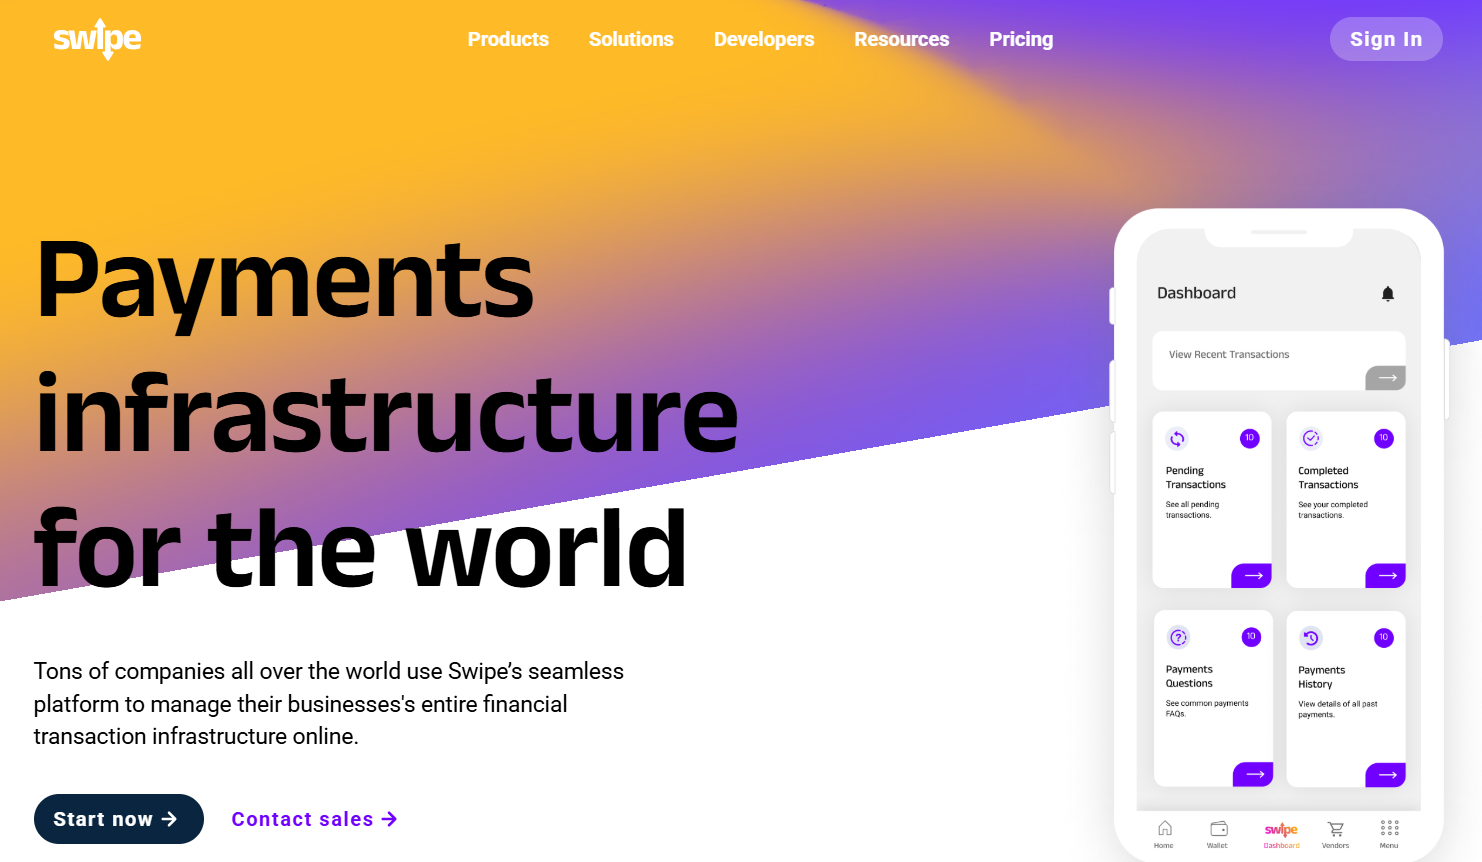 swipe
Products Solutions Developers Resources Pricing
Sign In
Payments
infrastructure
for the world
Tons of companies all over the world use Swipe’s seamless
platform to manage their businesses's entire financial
transaction infrastructure online.
Start now →
Contact sales →
Dashboard
View Recent Transactions
10
Pending
Transactions
See all pending
transactions.
10
Completed
Transactions
See your completed
transactions.
10
Payments
Questions
See common payments
FAQs.
10
Payments
History
View details of all past
payments.
swipe
Home Wallet Dashboard Vendors Menu